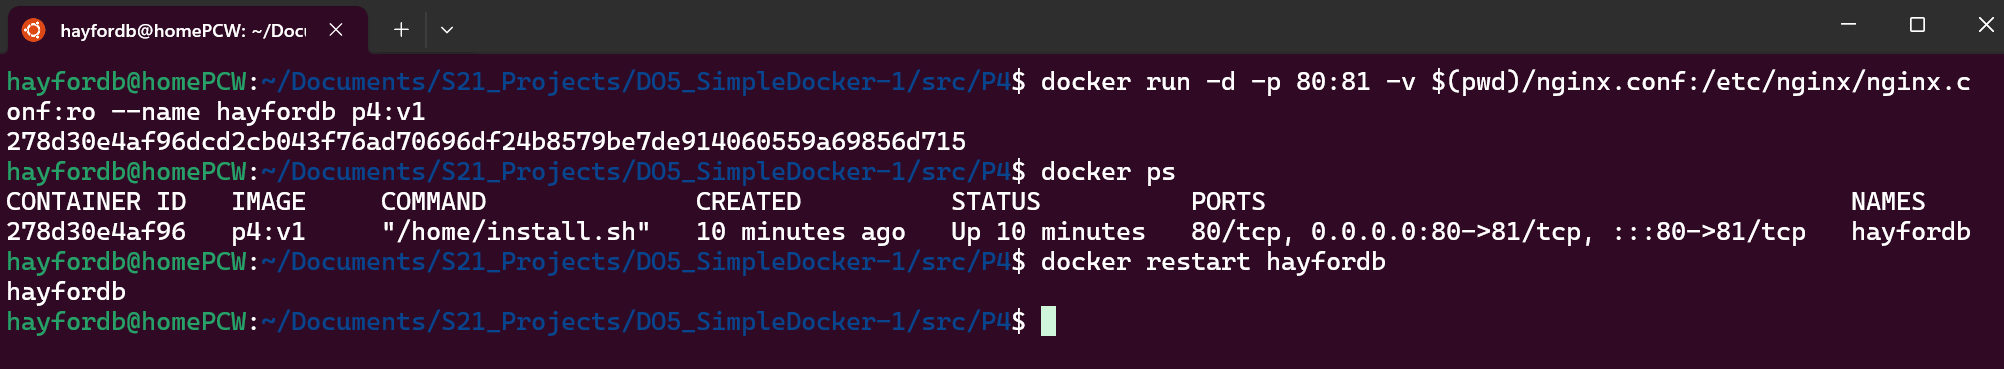 hayfordb@homePCW: ~/Docu
hayfordb@homePCW:~/Documents/S21_Projects/DO5_SimpleDocker-1/src/P4$ docker run -d -p 80:81 -v $(pwd)/nginx.conf:/etc/nginx/nginx.c
onf:ro --name hayfordb p4:v1
278d30e4af96dcd2cb043f76ad70696df24b8579be7de914060559a69856d715
hayfordb@homePCW:~/Documents/S21_Projects/DO5_SimpleDocker-1/src/P4$ docker ps
CONTAINER ID IMAGE COMMAND CREATED STATUS PORTS NAMES
278d30e4af96 p4:v1 "/home/install.sh" 10 minutes ago Up 10 minutes 80/tcp, 0.0.0.0:80->81/tcp, :::80->81/tcp hayfordb
hayfordb@homePCW:~/Documents/S21_Projects/DO5_SimpleDocker-1/src/P4$ docker restart hayfordb
hayfordb
hayfordb@homePCW:~/Documents/S21_Projects/DO5_SimpleDocker-1/src/P4$